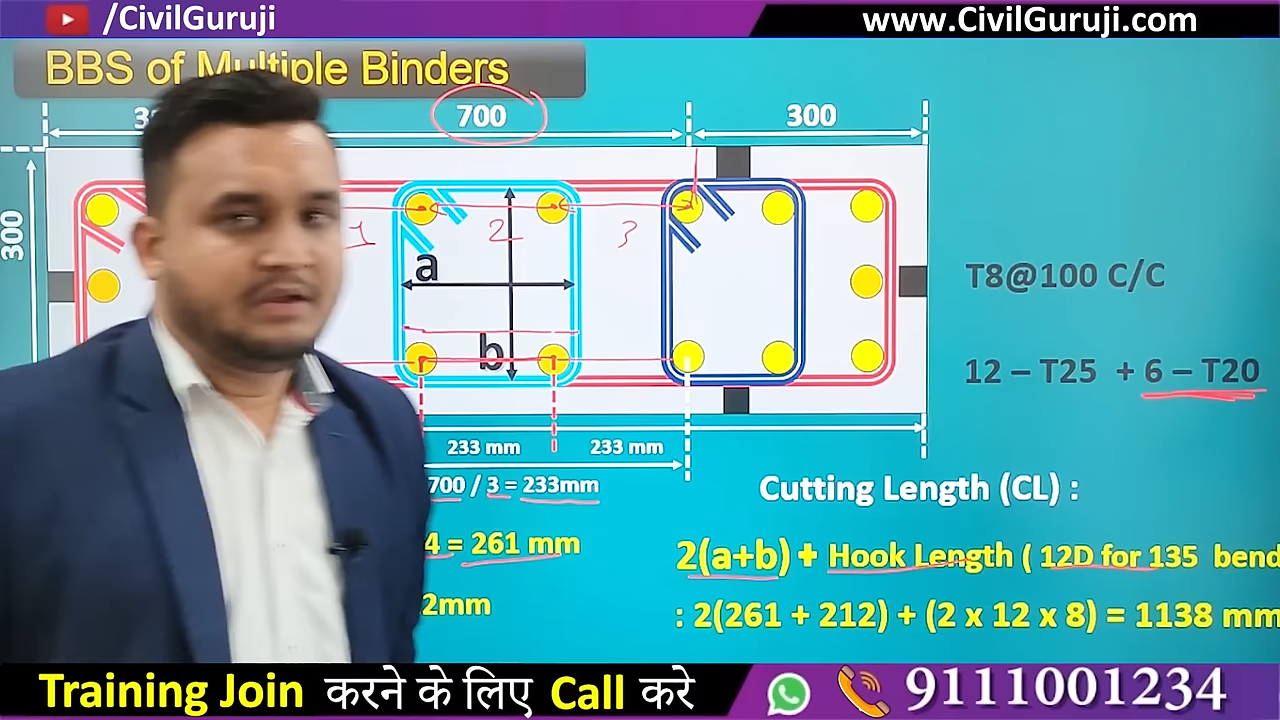 /CivilGuruji
www.CivilGuruji.com
BBS of Multiple Binders
700
300
300
1
2
3
a
b
T8@100 C/C
12 – T25 + 6 – T20
233 mm
233 mm
700 / 3 = 233mm
Cutting Length (CL) :
4 = 261 mm
2(a+b) + Hook Length ( 12D for 135 bend
2mm
: 2(261 + 212) + (2 x 12 x 8) = 1138 mm
Training Join करने के लिए Call करे
9111001234